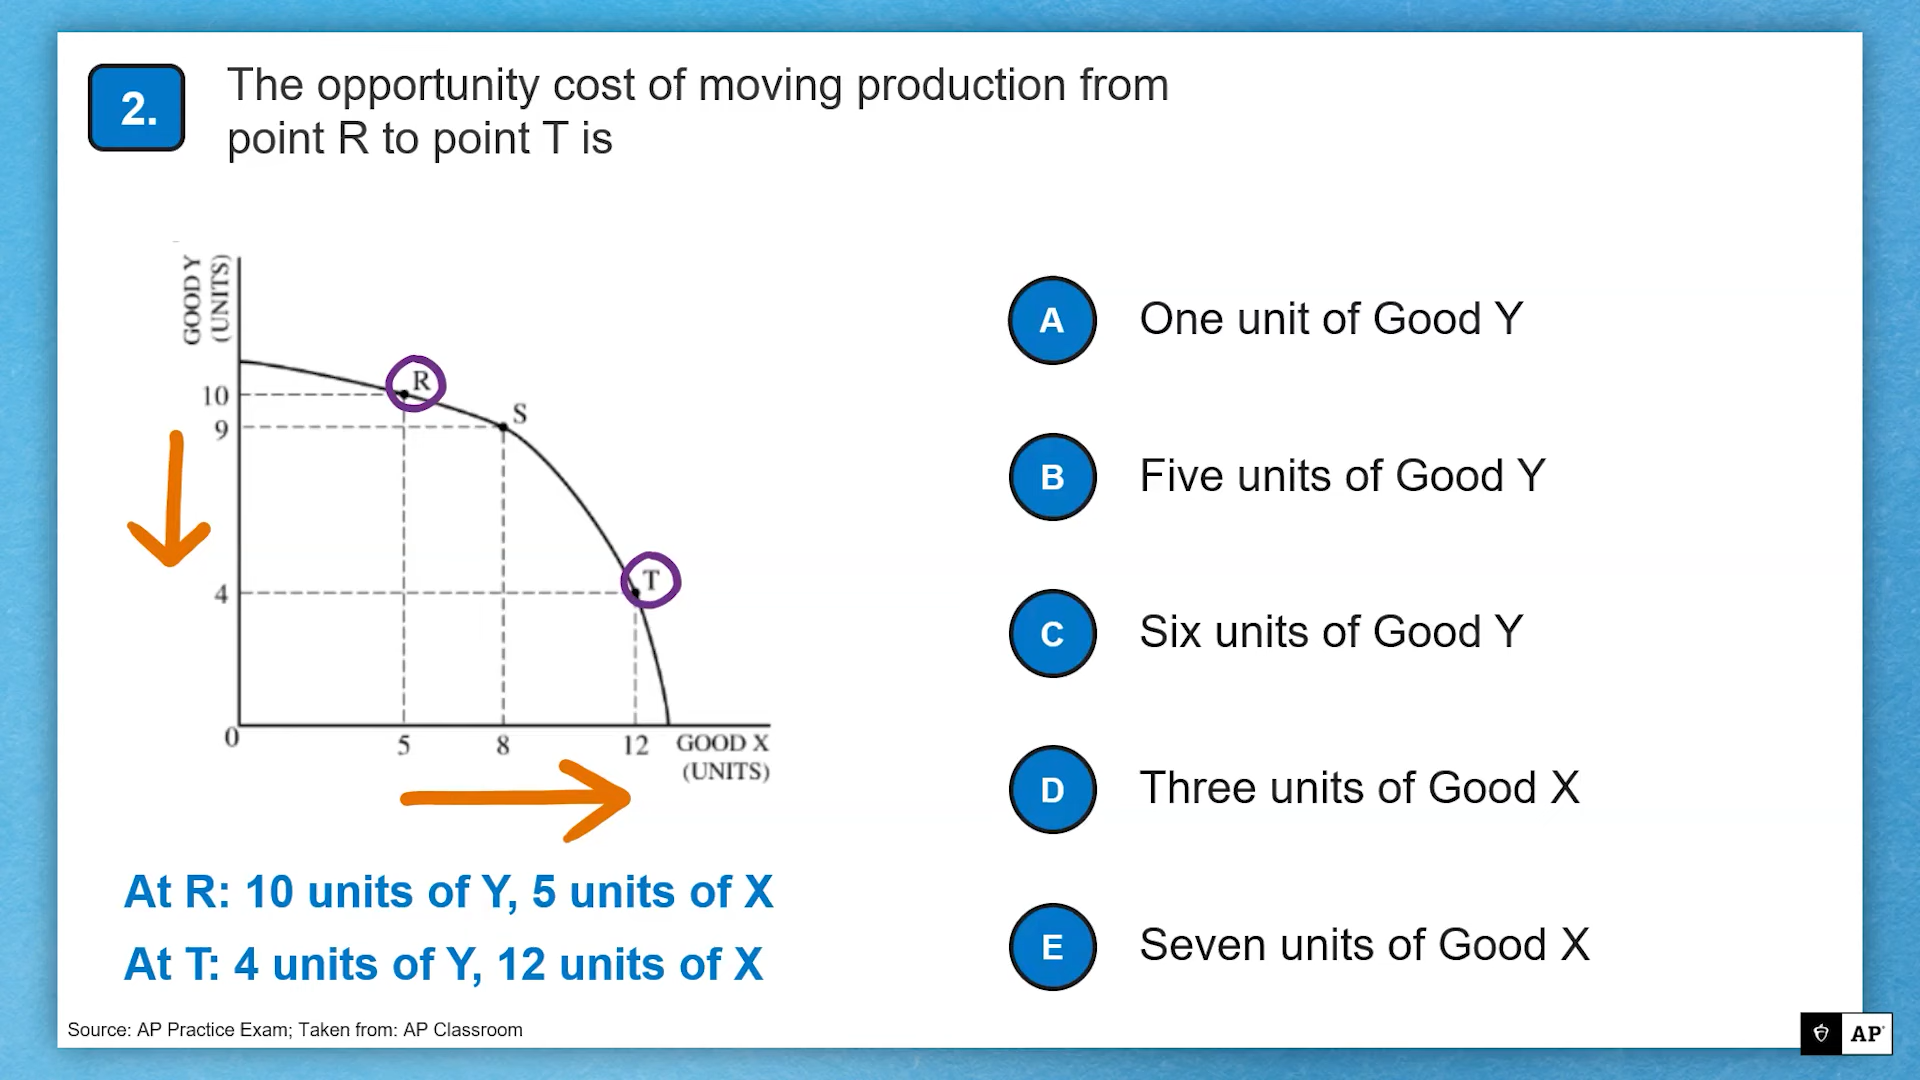 2.
The opportunity cost of moving production from
point R to point T is
GOOD Y
(UNITS)
10
9
4
0
R
S
T
5
8
12
GOOD X
(UNITS)
At R: 10 units of Y, 5 units of X
At T: 4 units of Y, 12 units of X
A One unit of Good Y
B Five units of Good Y
C Six units of Good Y
D Three units of Good X
E Seven units of Good X
Source: AP Practice Exam; Taken from: AP Classroom
AP